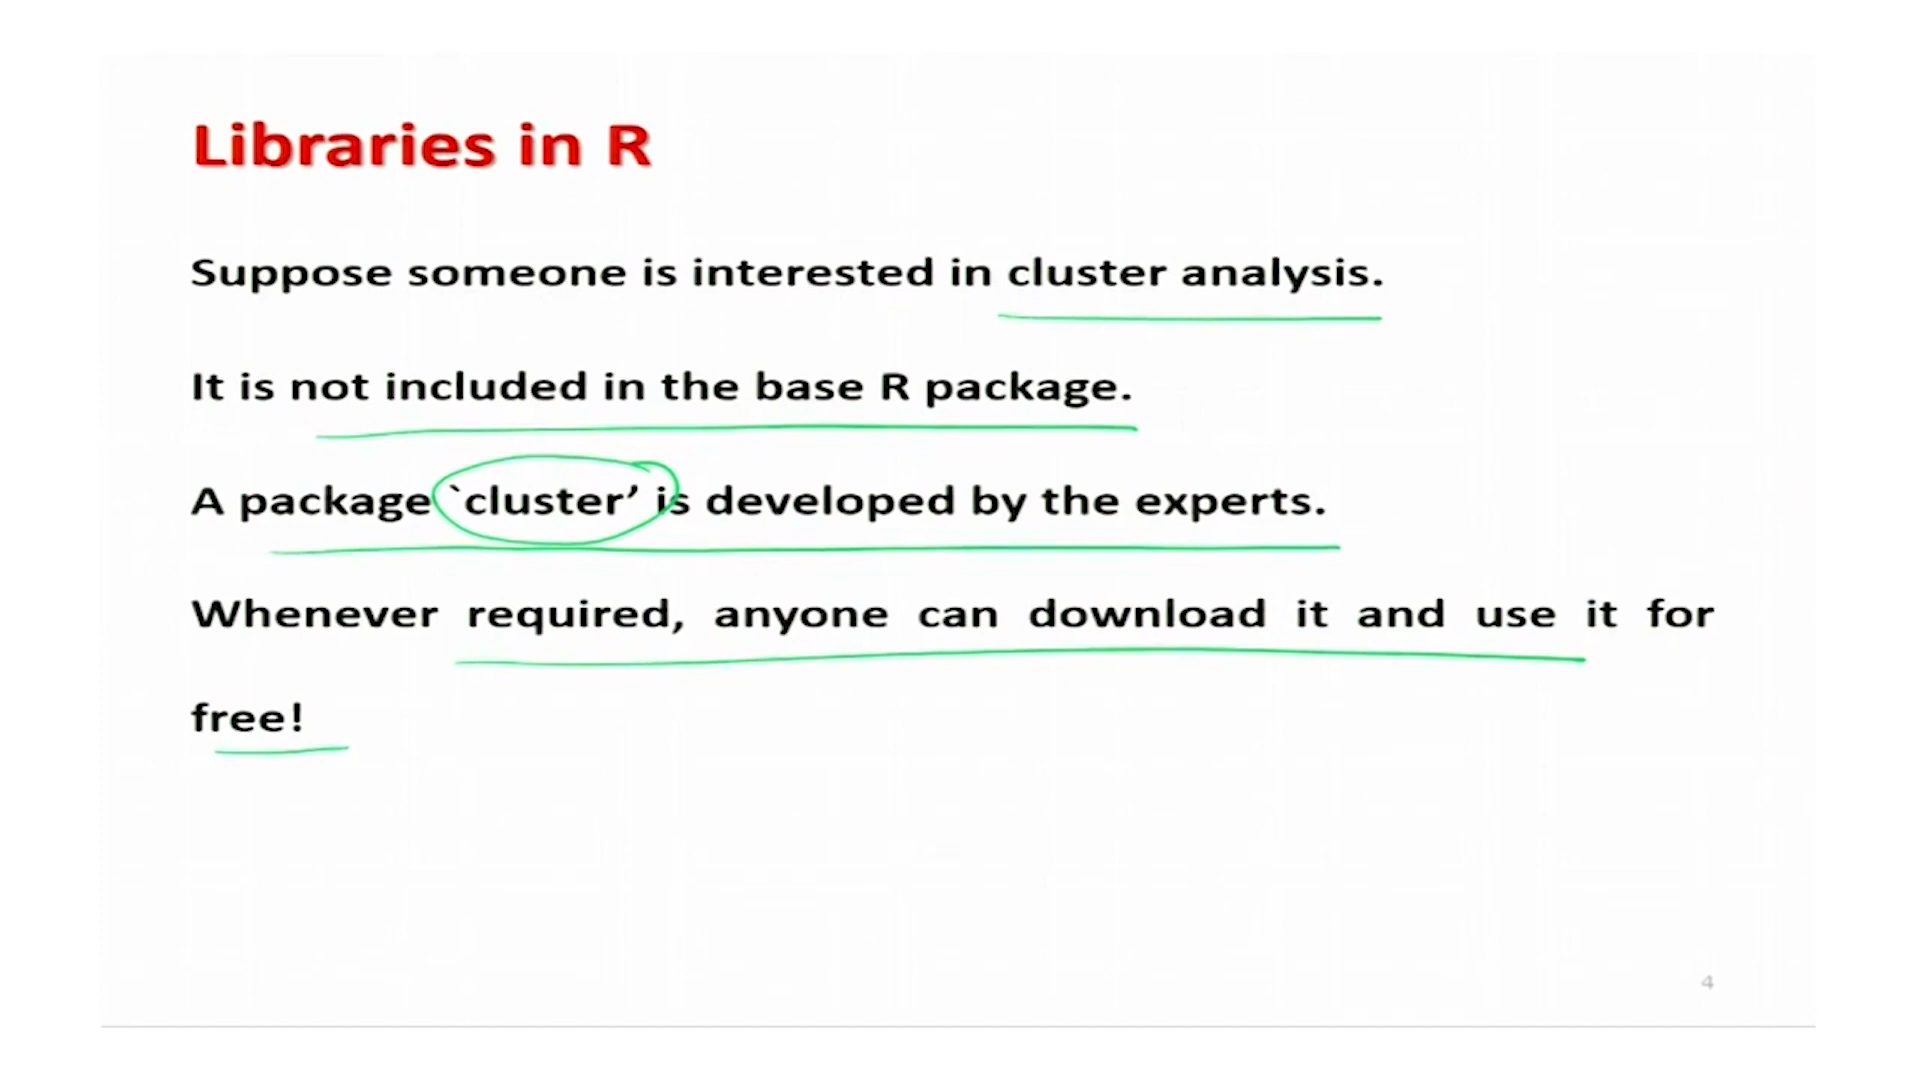 Libraries in R
Suppose someone is interested in cluster analysis.
It is not included in the base R package.
A package `cluster’ is developed by the experts.
Whenever required, anyone can download it and use it for
free!
4